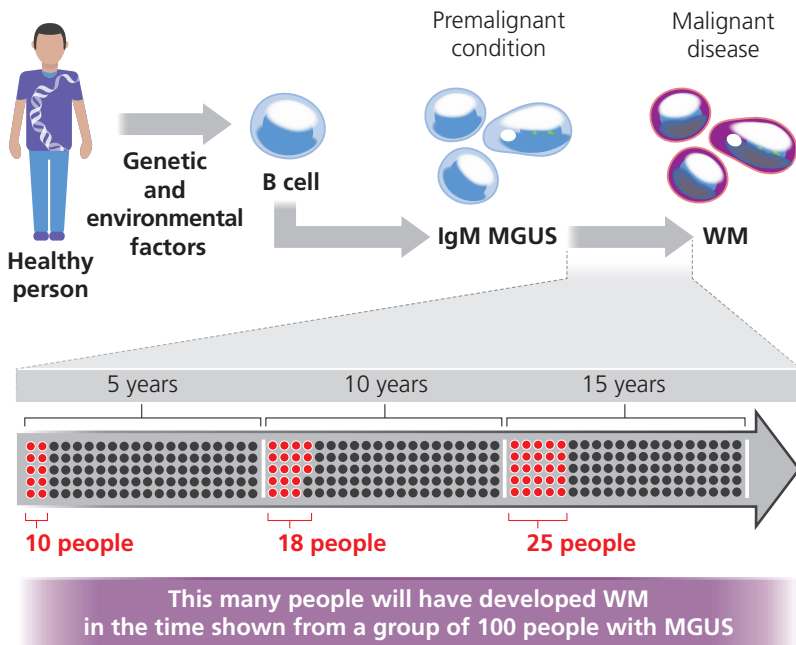 Premalignant
condition
Malignant
disease
Genetic
and
environmental
factors
B cell
Healthy
person
IgM MGUS
WM
5 years
10 years
15 years
10 people
18 people
25 people
This many people will have developed WM
in the time shown from a group of 100 people with MGUS